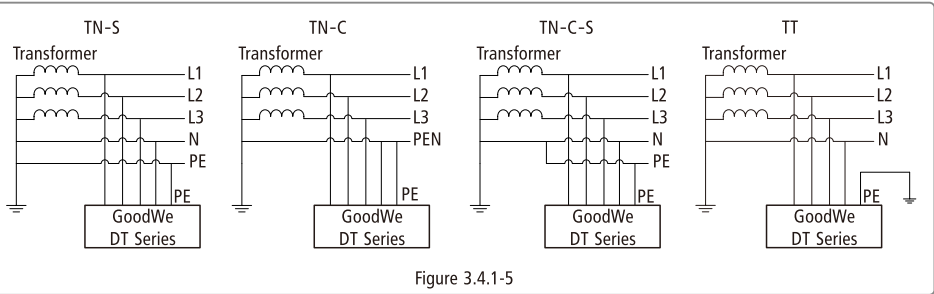 TN-S
Transformer
L1
L2
L3
N
PE
PE
GoodWe
DT Series
TN-C
Transformer
L1
L2
L3
PEN
PE
GoodWe
DT Series
TN-C-S
Transformer
L1
L2
L3
N
PE
PE
GoodWe
DT Series
TT
Transformer
L1
L2
L3
N
PE
GoodWe
DT Series
Figure 3.4.1-5